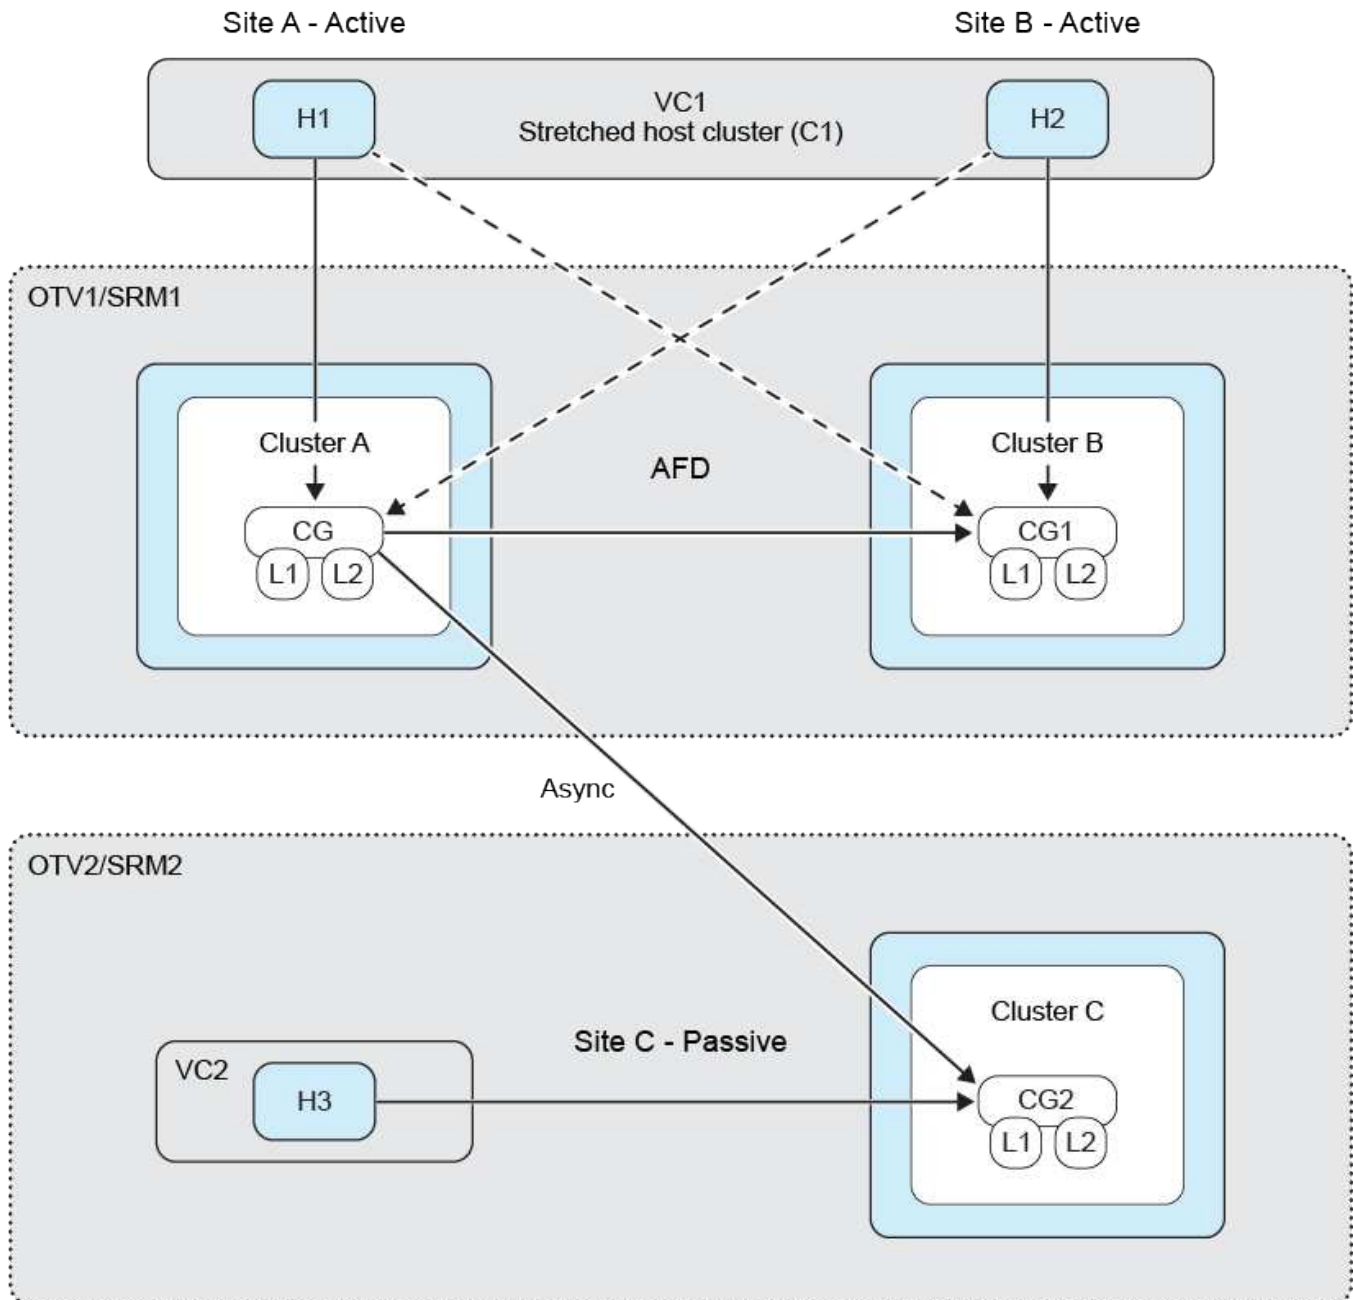 Site A - Active
Site B - Active
H1
VC1
Stretched host cluster (C1)
H2
OTV1/SRM1
Cluster A
AFD
Cluster B
CG
L1 L2
CG1
L1 L2
Async
OTV2/SRM2
Cluster C
Site C - Passive
VC2
H3
CG2
L1 L2